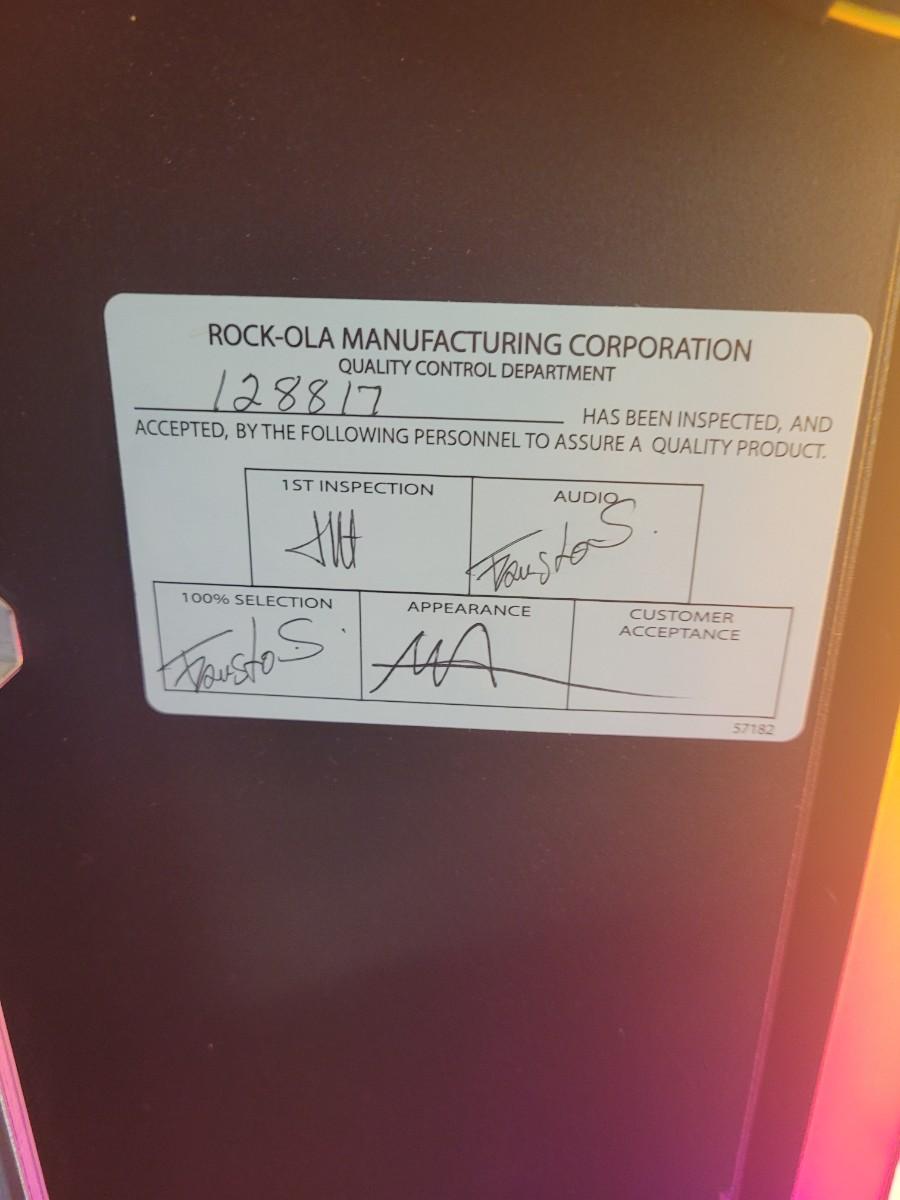 ROCK-OLA MANUFACTURING CORPORATION
QUALITY CONTROL DEPARTMENT
128817 HAS BEEN INSPECTED, AND
ACCEPTED, BY THE FOLLOWING PERSONNEL TO ASSURE A QUALITY PRODUCT.
1ST INSPECTION AUDIO
Fausto S.
100% SELECTION APPEARANCE CUSTOMER
ACCEPTANCE
Fausto S.
57182